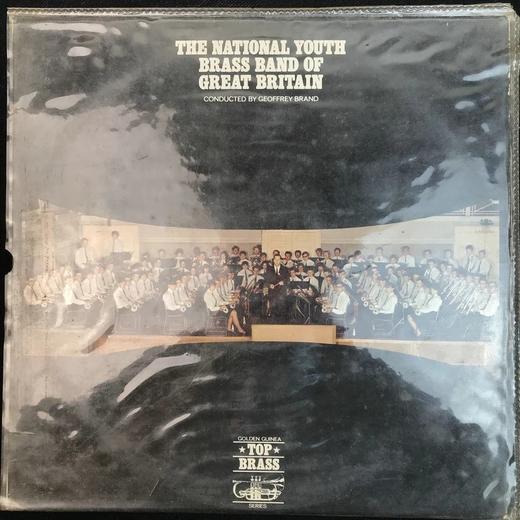 THE NATIONAL YOUTH
BRASS BAND OF
GREAT BRITAIN
CONDUCTED BY GEOFFREY BRAND
GOLDEN GUINEA
★ TOP ★
BRASS
SERIES